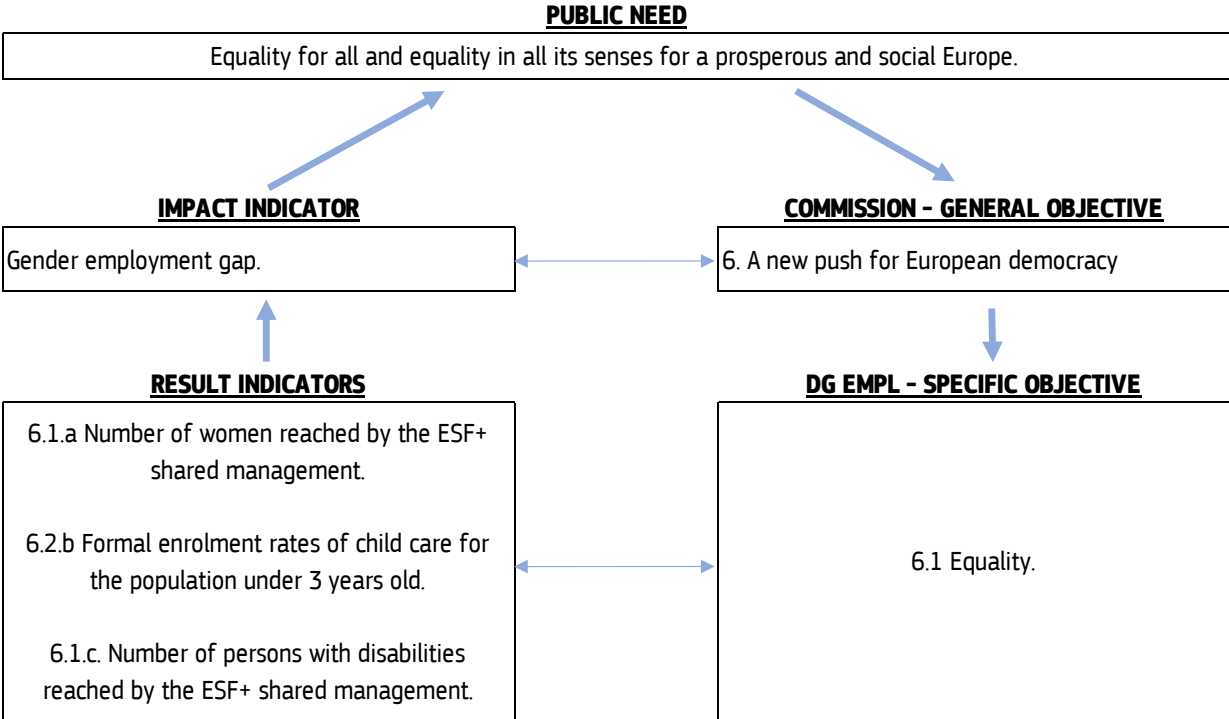 PUBLIC NEED
Equality for all and equality in all its senses for a prosperous and social Europe.
IMPACT INDICATOR
Gender employment gap.
COMMISSION - GENERAL OBJECTIVE
6. A new push for European democracy
RESULT INDICATORS
6.1.a Number of women reached by the ESF+
shared management.
6.2.b Formal enrolment rates of child care for
the population under 3 years old.
6.1.c. Number of persons with disabilities
reached by the ESF+ shared management.
DG EMPL - SPECIFIC OBJECTIVE
6.1 Equality.